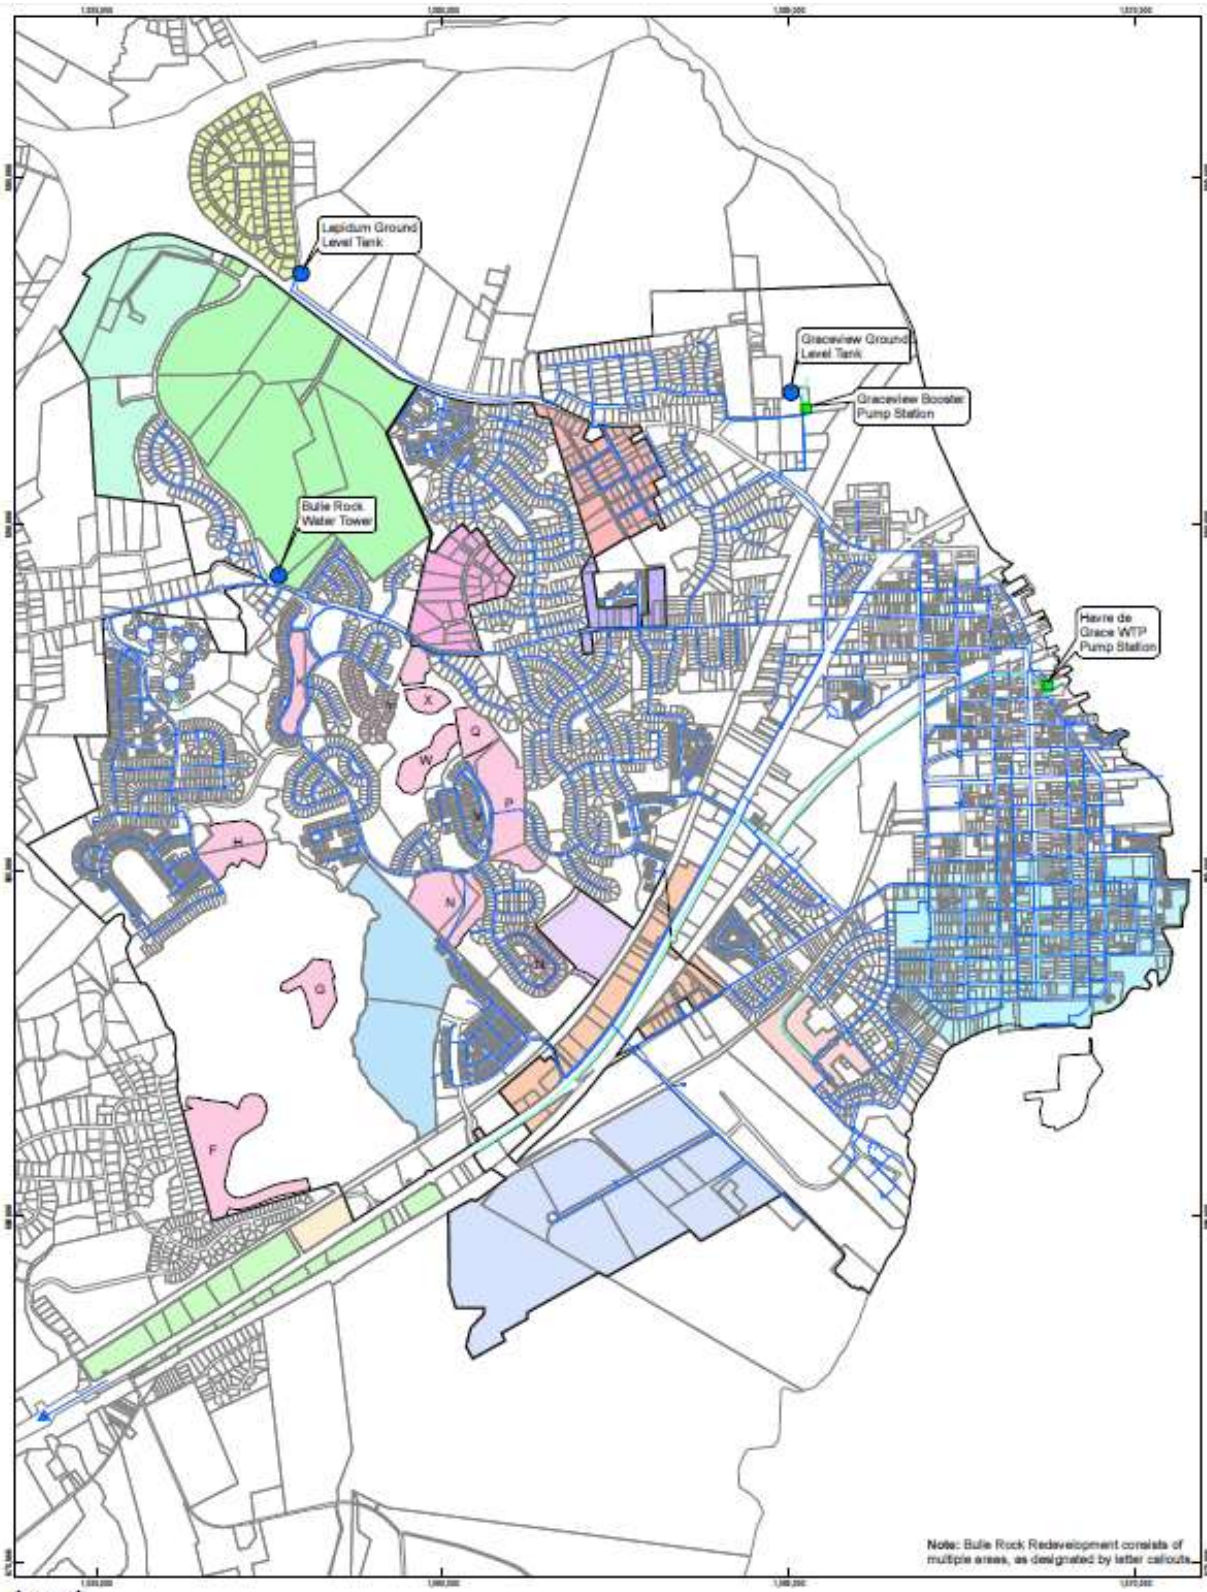 Lapidum Ground
Level Tank
Graceview Ground
Level Tank
Graceview Booster
Pump Station
Bulle Rock
Water Tower
Havre de
Grace WTP
Pump Station
X
Q
W
P
H
N
G
F
Note: Bulle Rock Redevelopment consists of
multiple areas, as designated by letter callouts.